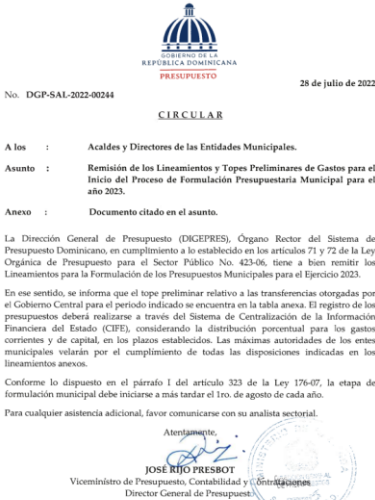 GOBIERNO DE LA
REPÚBLICA DOMINICANA
PRESUPUESTO
28 de julio de 2022
No. DGP-SAL-2022-00244
CIRCULAR
A los : Acaldes y Directores de las Entidades Municipales.
Asunto : Remisión de los Lineamientos y Topes Preliminares de Gastos para el
Inicio del Proceso de Formulación Presupuestaria Municipal para el
año 2023.
Anexo : Documento citado en el asunto.
La Dirección General de Presupuesto (DIGEPRES), Órgano Rector del Sistema de
Presupuesto Dominicano, en cumplimiento a lo establecido en los artículos 71 y 72 de la Ley
Orgánica de Presupuesto para el Sector Público No. 423-06, tiene a bien remitir los
Lineamientos para la Formulación de los Presupuestos Municipales para el Ejercicio 2023.
En ese sentido, se informa que el tope preliminar relativo a las transferencias otorgadas por
el Gobierno Central para el periodo indicado se encuentra en la tabla anexa. El registro de los
presupuestos deberá realizarse a través del Sistema de Centralización de la Información
Financiera del Estado (CIFE), considerando la distribución porcentual para los gastos
corrientes y de capital, en los plazos establecidos. Las máximas autoridades de los entes
municipales velarán por el cumplimiento de todas las disposiciones indicadas en los
lineamientos anexos.
Conforme lo dispuesto en el párrafo I del artículo 323 de la Ley 176-07, la etapa de
formulación municipal debe iniciarse a más tardar el 1ro. de agosto de cada año.
Para cualquier asistencia adicional, favor comunicarse con su analista sectorial.
Atentamente,
JOSÉ RIJO PRESBOT
Viceministro de Presupuesto, Contabilidad y Contrataciones
Director General de Presupuesto